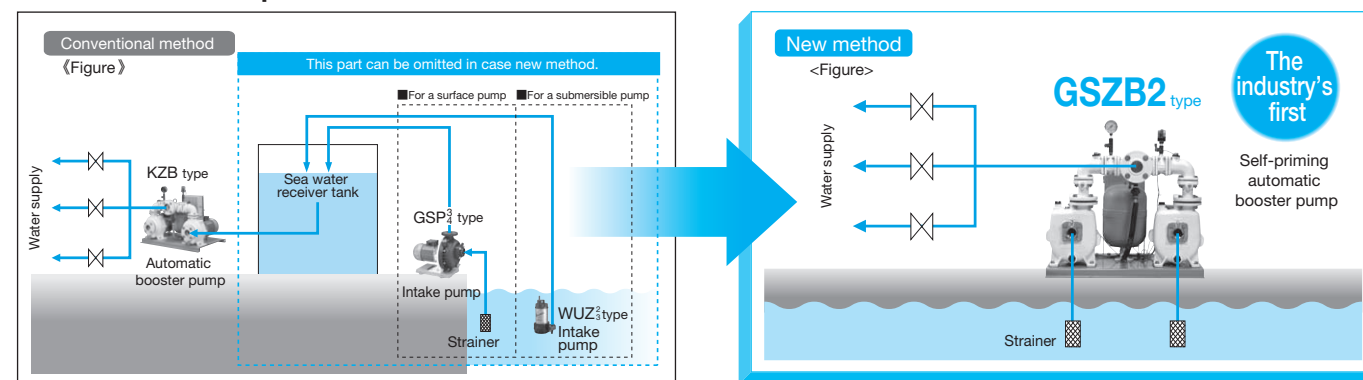 Conventional method
《Figure》
This part can be omitted in case new method.
■For a surface pump
■For a submersible pump
Water supply
KZB type
Automatic
booster pump
Sea water
receiver tank
GSP3/4 type
Intake pump
Strainer
WUZ2/3type
Intake
pump
New method
<Figure>
Water supply
GSZB2 type
The
industry's
first
Self-priming
automatic
booster pump
Strainer